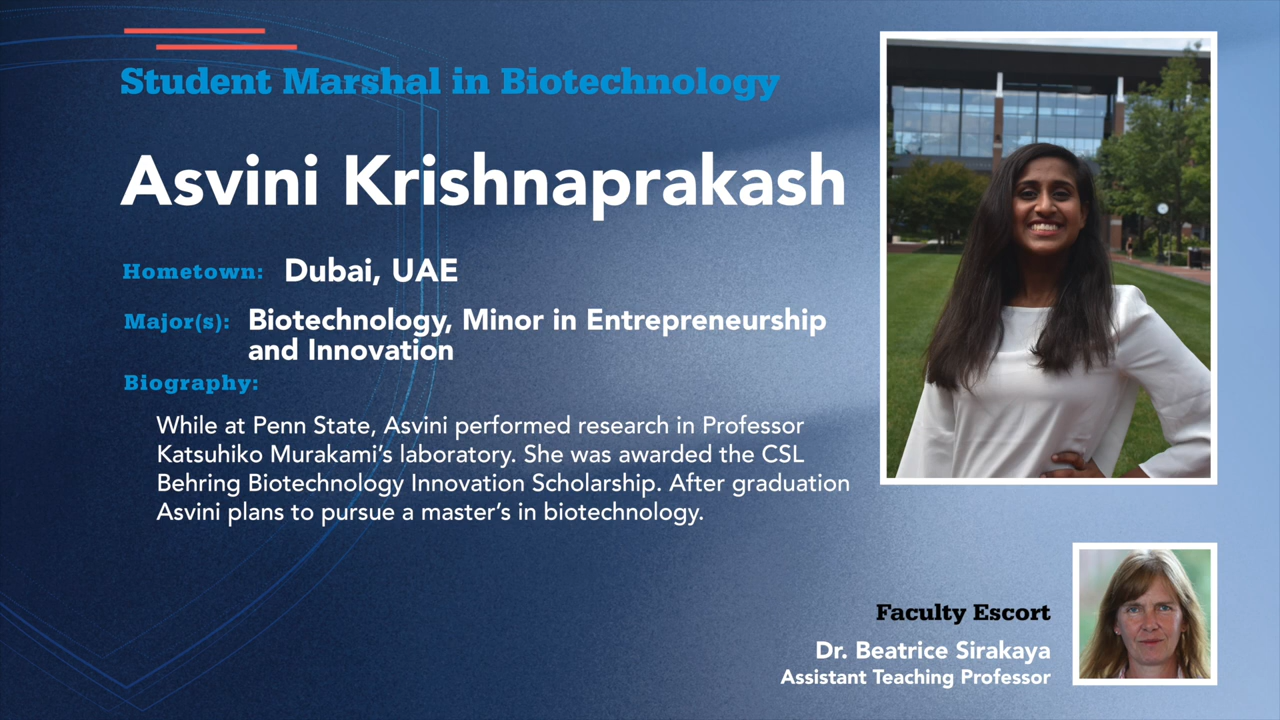 Student Marshal in Biotechnology
Asvini Krishnaprakash
Hometown: Dubai, UAE
Major(s): Biotechnology, Minor in Entrepreneurship
and Innovation
Biography:
While at Penn State, Asvini performed research in Professor
Katsuhiko Murakami’s laboratory. She was awarded the CSL
Behring Biotechnology Innovation Scholarship. After graduation
Asvini plans to pursue a master’s in biotechnology.
Faculty Escort
Dr. Beatrice Sirakaya
Assistant Teaching Professor